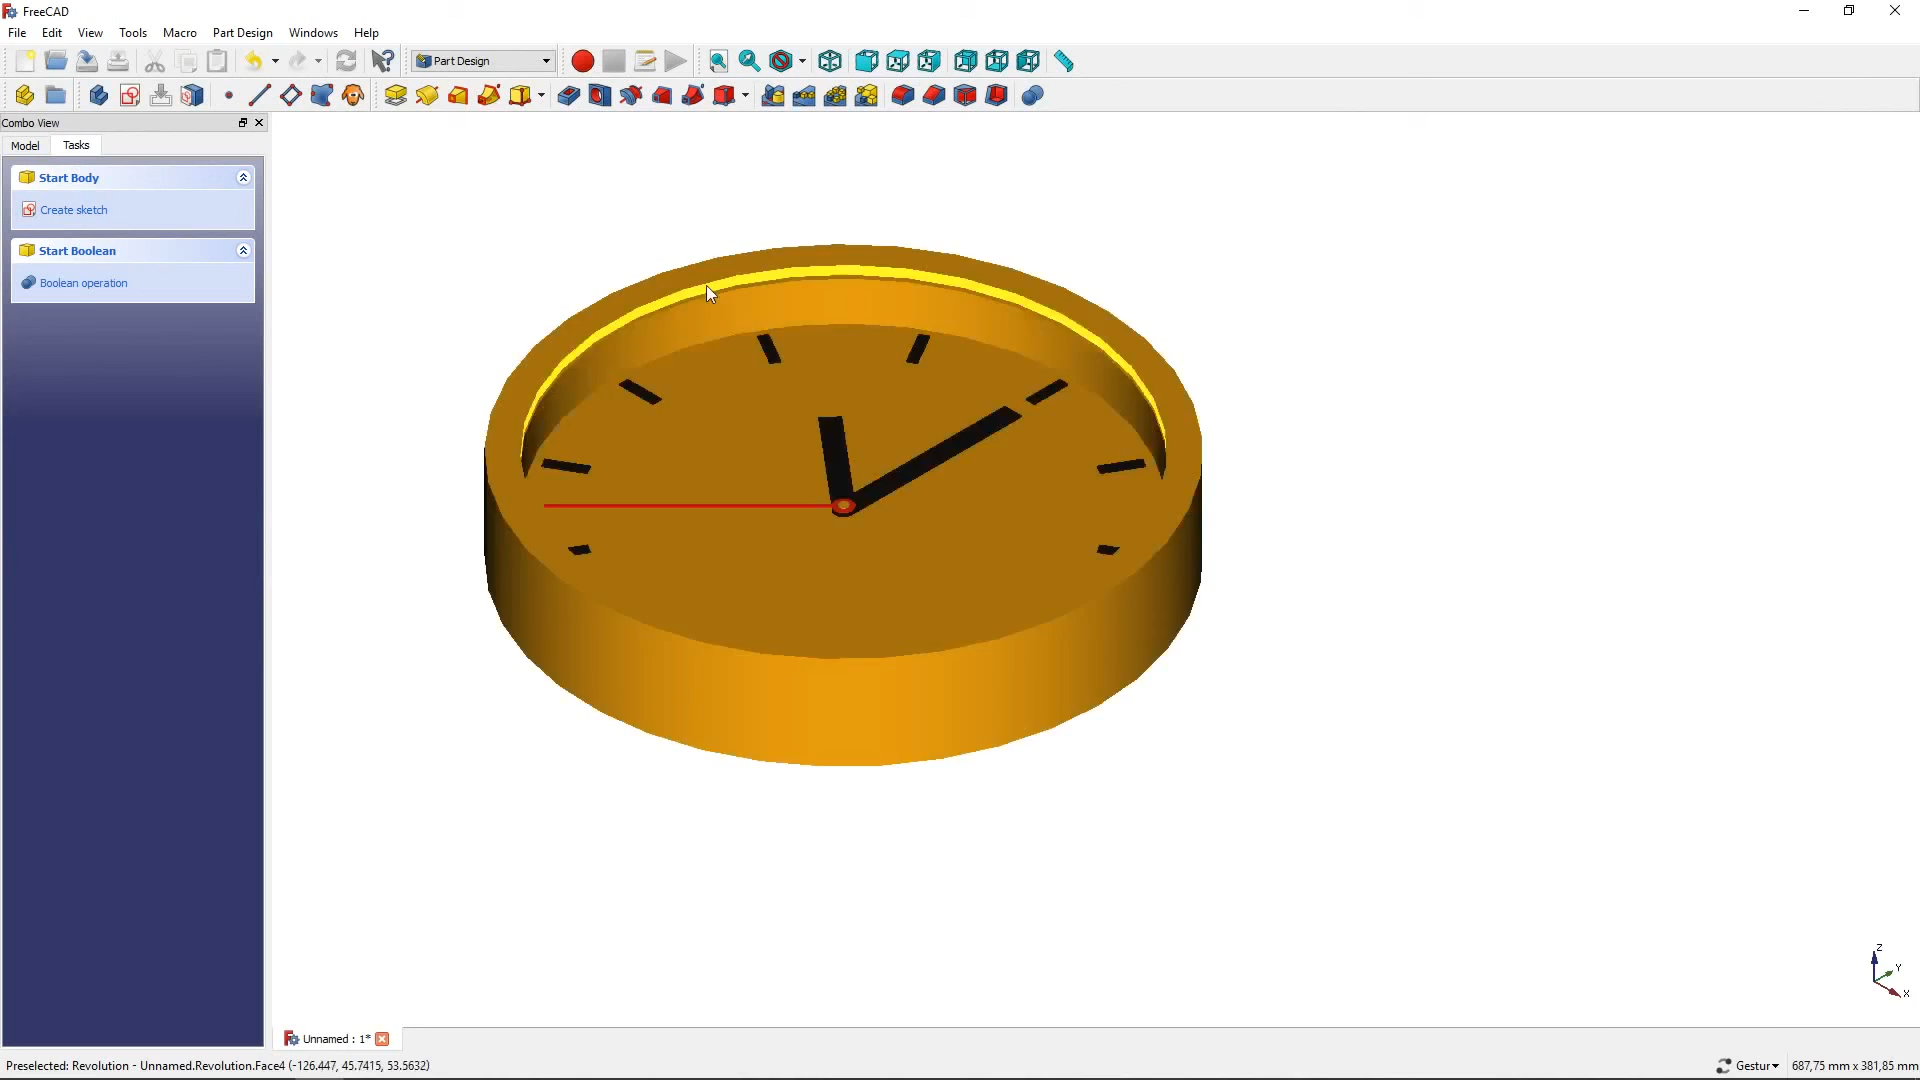 FreeCAD
File Edit View Tools Macro Part Design Windows Help
Part Design
Combo View
Model Tasks
Start Body
Create sketch
Start Boolean
Boolean operation
Z
Y
X
Unnamed : 1*
Preselected: Revolution - Unnamed.Revolution.Face4 (-126.447, 45.7415, 53.5632)
Gestur
687,75 mm x 381,85 mm